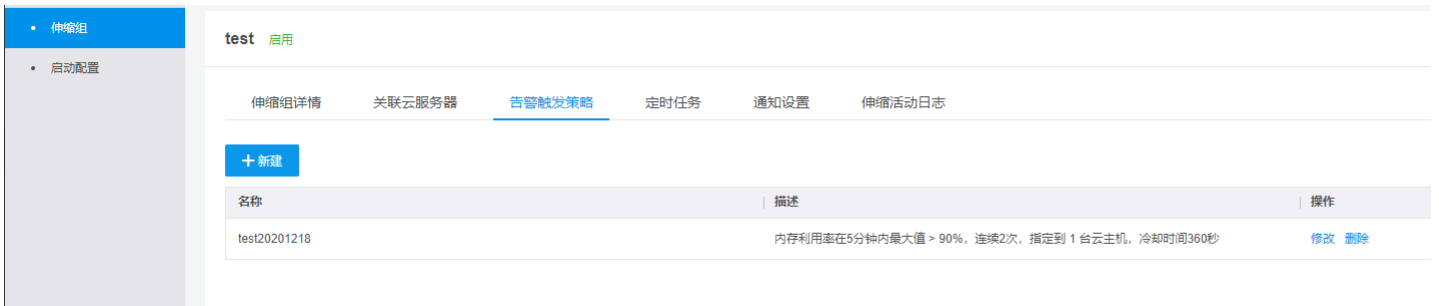 伸缩组
启动配置
test 启用
伸缩组详情 关联云服务器 告警触发策略 定时任务 通知设置 伸缩活动日志
+新建
名称 描述 操作
test20201218 内存利用率在5分钟内最大值 > 90%，连续2次，指定到 1 台云主机，冷却时间360秒 修改 删除